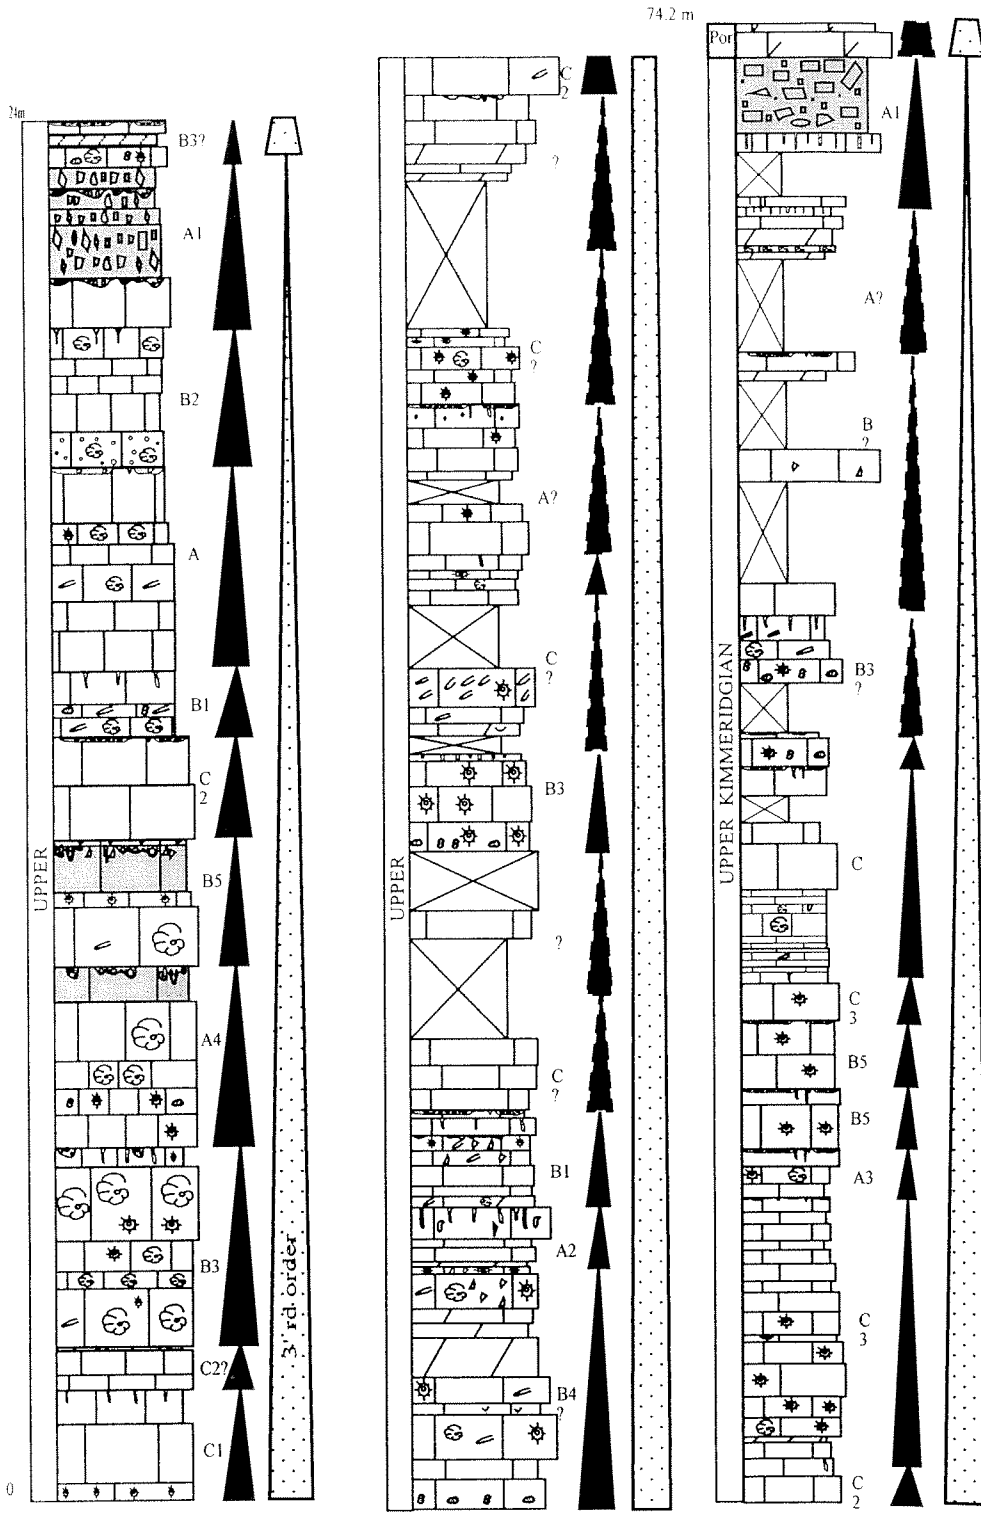 24m
B3?
A1
B2
A
B1
C
2
B5
A4
B3
C2?
C1
0
UPPER
3' rd. order
C
2
?
C
?
A?
C
?
B3
?
C
?
B1
A2
B4
?
UPPER
74.2 m
Por
A1
A?
B
?
B3
?
C
C
3
B5
B5
A3
C
3
C
2
UPPER KIMMERIDGIAN